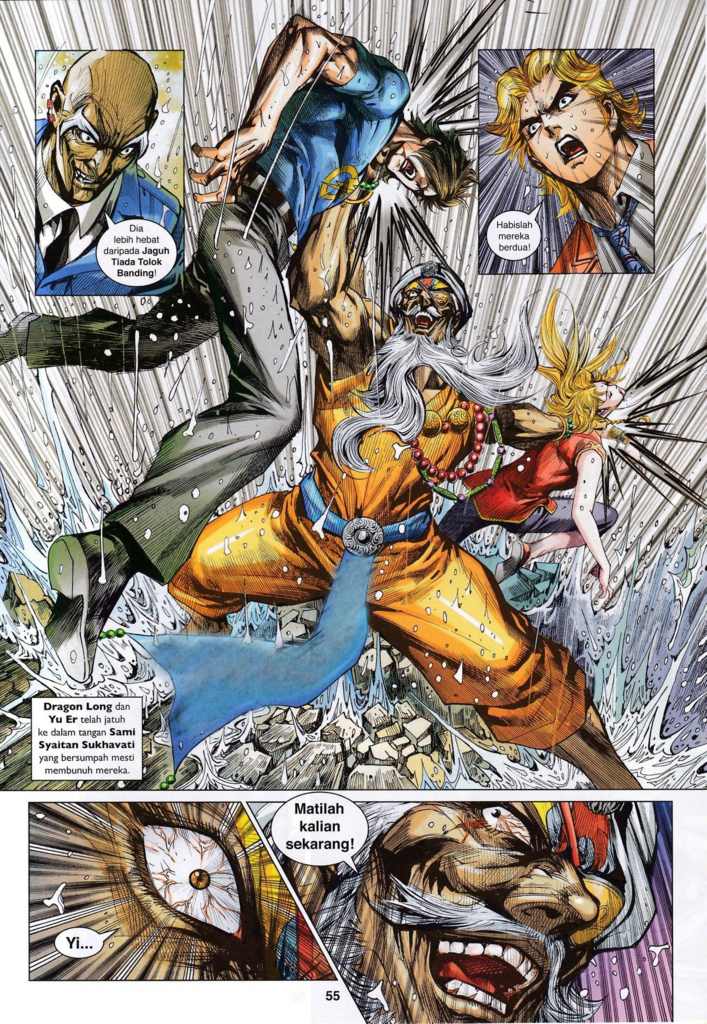 Dia
lebih hebat
daripada Jaguh
Tiada Tolok
Banding!
Habislah
mereka
berdua!
Dragon Long dan
Yu Er telah jatuh
ke dalam tangan Sami
Syaitan Sukhavati
yang bersumpah mesti
membunuh mereka.
Yi...
Matilah
kalian
sekarang!
55